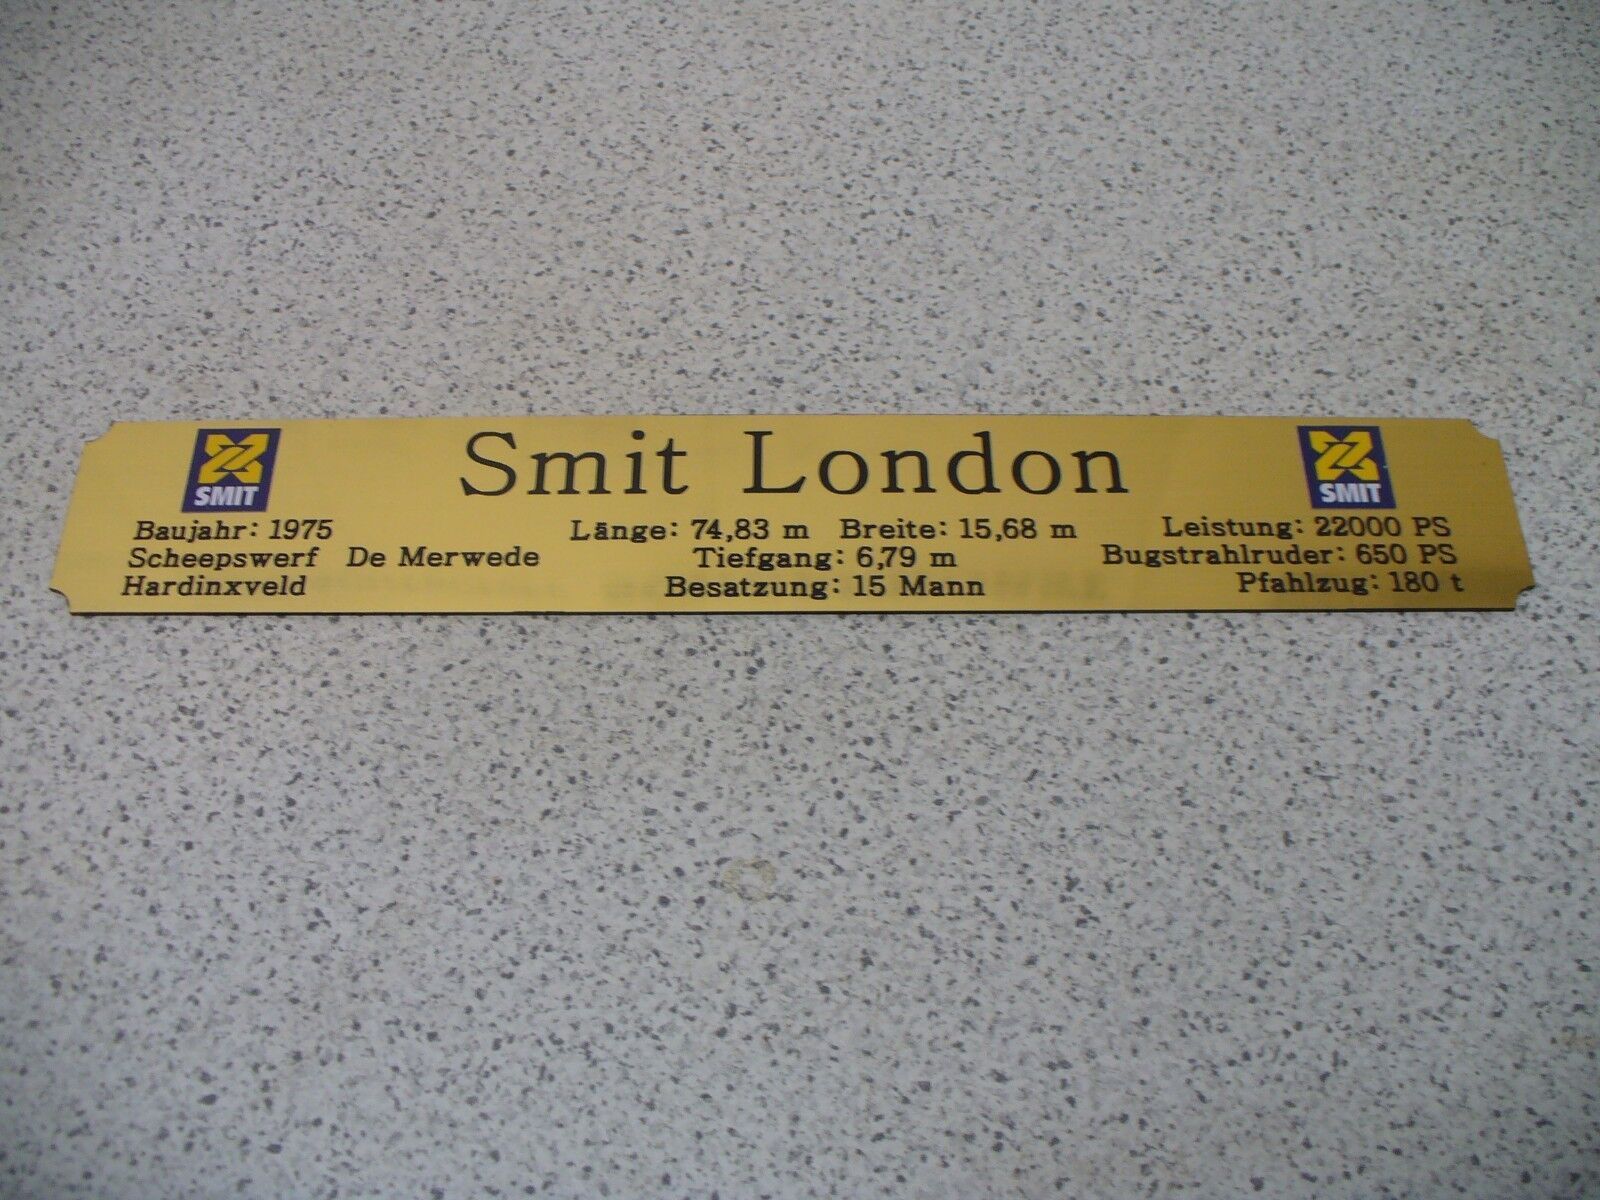 SMIT Smit London SMIT
Baujahr: 1975 Länge: 74,83 m Breite: 15,68 m Leistung: 22000 PS
Scheepswerf De Merwede Tiefgang: 6,79 m Bugstrahlruder: 650 PS
Hardinxveld Besatzung: 15 Mann Pfahlzug: 180 t